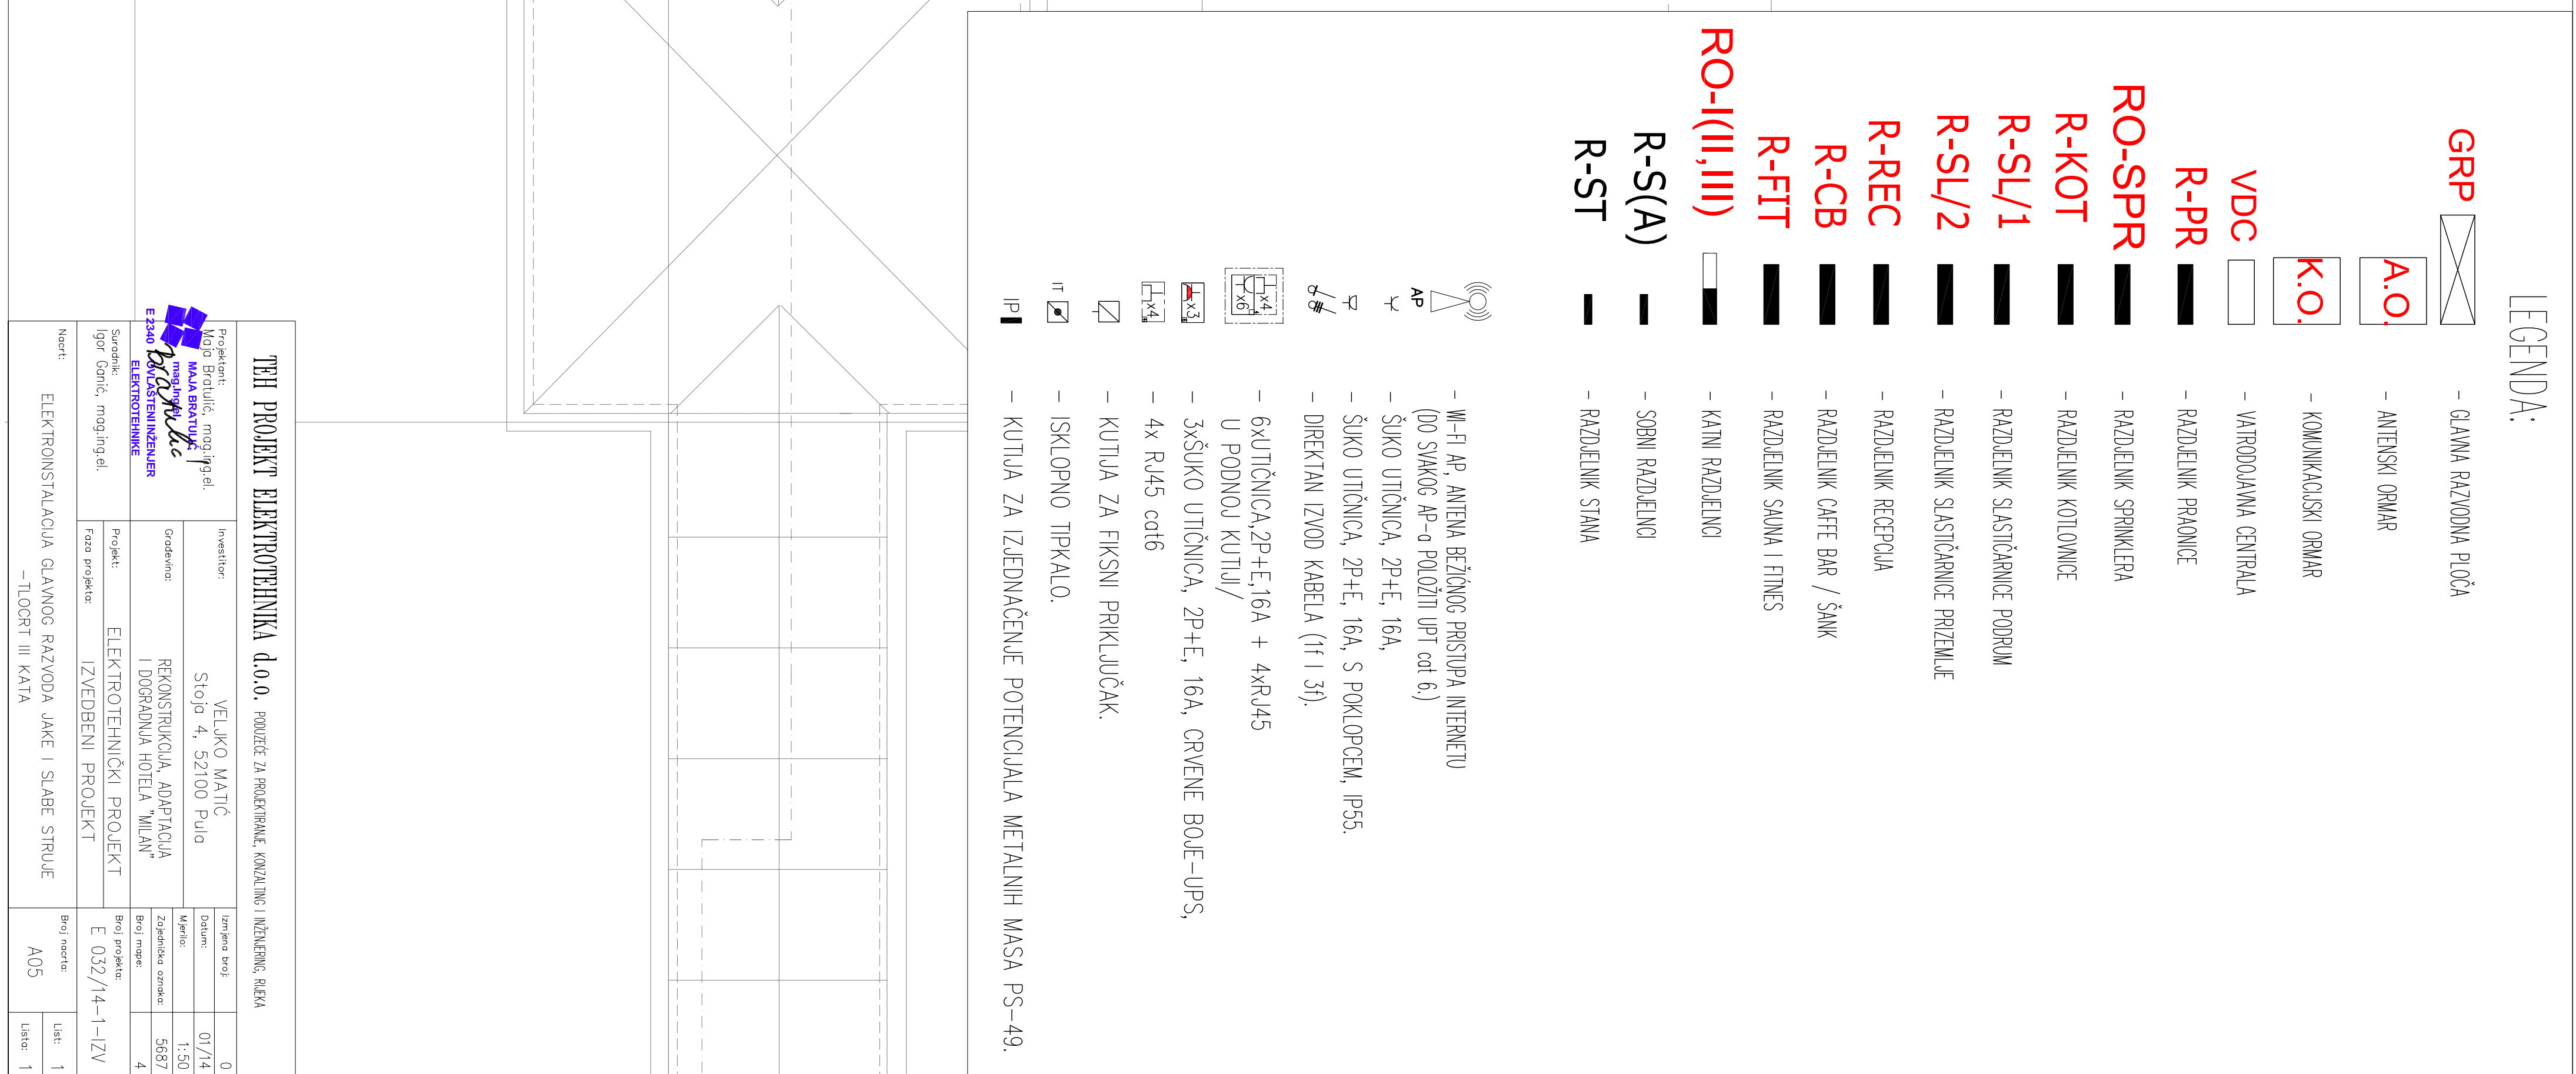 LEGENDA:
GRP - GLAVNA RAZVODNA PLOČA
A.O. - ANTENSKI ORMAR
K.O. - KOMUNIKACIJSKI ORMAR
VDC - VATRODOJAVNA CENTRALA
R-PR - RAZDJELNIK PRAONICE
RO-SPR - RAZDJELNIK SPRINKLERA
R-KOT - RAZDJELNIK KOTLOVNICE
R-SL/1 - RAZDJELNIK SLASTIČARNICE PODRUM
R-SL/2 - RAZDJELNIK SLASTIČARNICE PRIZEMLJE
R-REC - RAZDJELNIK RECEPCIJA
R-CB - RAZDJELNIK CAFFE BAR / ŠANK
R-FIT - RAZDJELNIK SAUNA I FITNES
RO-I(II,III) - KATNI RAZDJELNCI
R-S(A) - SOBNI RAZDJELNCI
R-ST - RAZDJELNIK STANA
AP - WI-FI AP, ANTENA BEŽIĆNOG PRISTUPA INTERNETU
(DO SVAKOG AP-a POLOŽITI UPT cat 6.)
- ŠUKO UTIČNICA, 2P+E, 16A,
- ŠUKO UTIČNICA, 2P+E, 16A, S POKLOPCEM, IP55.
- DIREKTAN IZVOD KABELA (1f I 3f).
x4
x6
- 6xUTIČNICA,2P+E,16A + 4xRJ45
U PODNOJ KUTIJI/
x3 - 3xŠUKO UTIČNICA, 2P+E, 16A, CRVENE BOJE-UPS,
x4 - 4x RJ45 cat6
- KUTIJA ZA FIKSNI PRIKLJUČAK.
IT - ISKLOPNO TIPKALO.
IP - KUTIJA ZA IZJEDNAČENJE POTENCIJALA METALNIH MASA PS-49.
TEH PROJEKT ELEKTROTEHNIKA d.o.o. PODUZEĆE ZA PROJEKTIRANJE, KONZALTING I INŽENJERING, RIJEKA
Projektant:
Maja Bratulić, mag.ing.el.
MAJA BRATULIĆ
mag.ing.el.
E 2340 OVLAŠTENI INŽENJER
ELEKTROTEHNIKE
Bratulić
Suradnik:
Igor Ganić, mag.ing.el.
Investitor:
VELJKO MATIĆ
Stoja 4, 52100 Pula
Građevina:
REKONSTRUKCIJA, ADAPTACIJA
I DOGRADNJA HOTELA "MILAN"
Projekt:
ELEKTROTEHNIČKI PROJEKT
Faza projekta:
IZVEDBENI PROJEKT
Izmjena broj: 0
Datum: 01/14
Mjerilo: 1:50
Zajednička oznaka: 5687
Broj mape: 4
Broj projekta:
E 032/14-1-IZV
Nacrt:
ELEKTROINSTALACIJA GLAVNOG RAZVODA JAKE I SLABE STRUJE
-TLOCRT III KATA
Broj nacrta:
A05
List: 1
Lista: 1